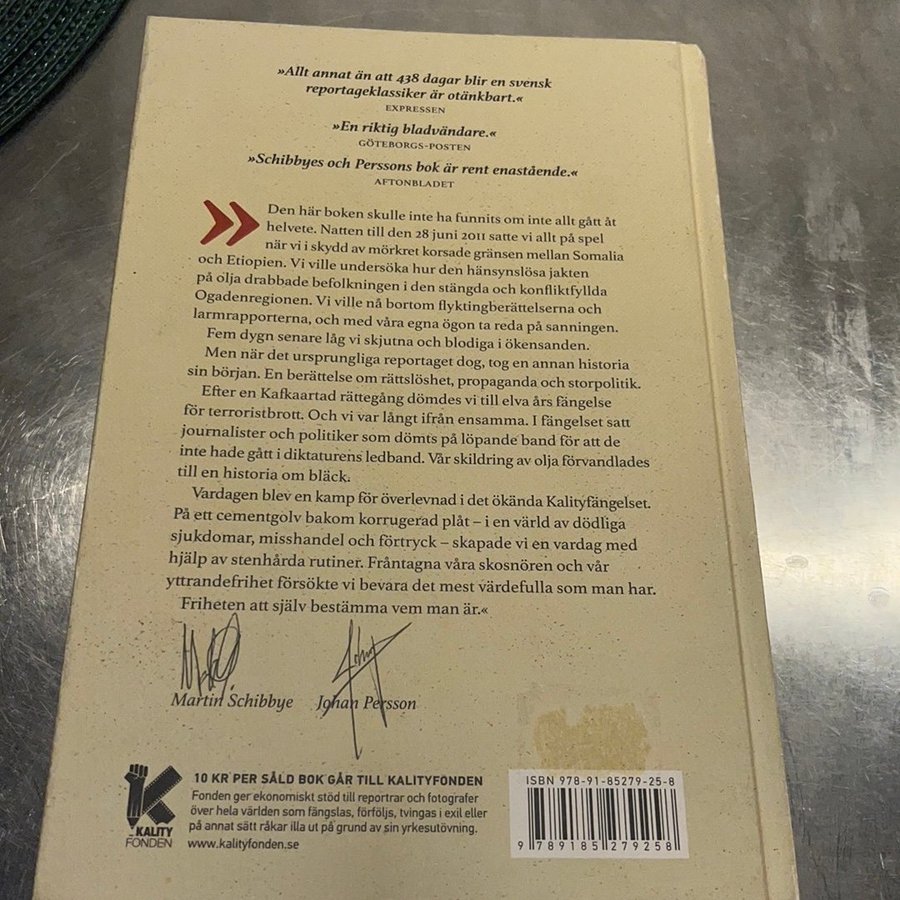 »Allt annat än att 438 dagar blir en svensk
reportageklassiker är otänkbart.«
EXPRESSEN
»En riktig bladvändare.«
GÖTEBORGS-POSTEN
»Schibbyes och Perssons bok är rent enastående.«
AFTONBLADET
» Den här boken skulle inte ha funnits om inte allt gått åt
helvete. Natten till den 28 juni 2011 satte vi allt på spel
när vi i skydd av mörkret korsade gränsen mellan Somalia
och Etiopien. Vi ville undersöka hur den hänsynslösa jakten
på olja drabbade befolkningen i den stängda och konfliktfyllda
Ogadenregionen. Vi ville nå bortom flyktingberättelserna och
larmrapporterna, och med våra egna ögon ta reda på sanningen.
Fem dygn senare låg vi skjutna och blodiga i ökensanden.
Men när det ursprungliga reportaget dog, tog en annan historia
sin början. En berättelse om rättslöshet, propaganda och storpolitik.
Efter en Kafkaartad rättegång dömdes vi till elva års fängelse
för terroristbrott. Och vi var långt ifrån ensamma. I fängelset satt
journalister och politiker som dömts på löpande band för att de
inte hade gått i diktaturens ledband. Vår skildring av olja förvandlades
till en historia om bläck.
Vardagen blev en kamp för överlevnad i det ökända Kalityfängelset.
På ett cementgolv bakom korrugerad plåt – i en värld av dödliga
sjukdomar, misshandel och förtryck – skapade vi en vardag med
hjälp av stenhårda rutiner. Fråntagna våra skosnören och vår
yttrandefrihet försökte vi bevara det mest värdefulla som man har.
Friheten att själv bestämma vem man är.«
Martin Schibbye Johan Persson
KALITY
FONDEN
10 KR PER SÅLD BOK GÅR TILL KALITYFONDEN
Fonden ger ekonomiskt stöd till reportrar och fotografer
över hela världen som fängslas, förföljs, tvingas i exil eller
på annat sätt råkar illa ut på grund av sin yrkesutövning.
www.kalityfonden.se
ISBN 978-91-85279-25-8
9 789185 279258